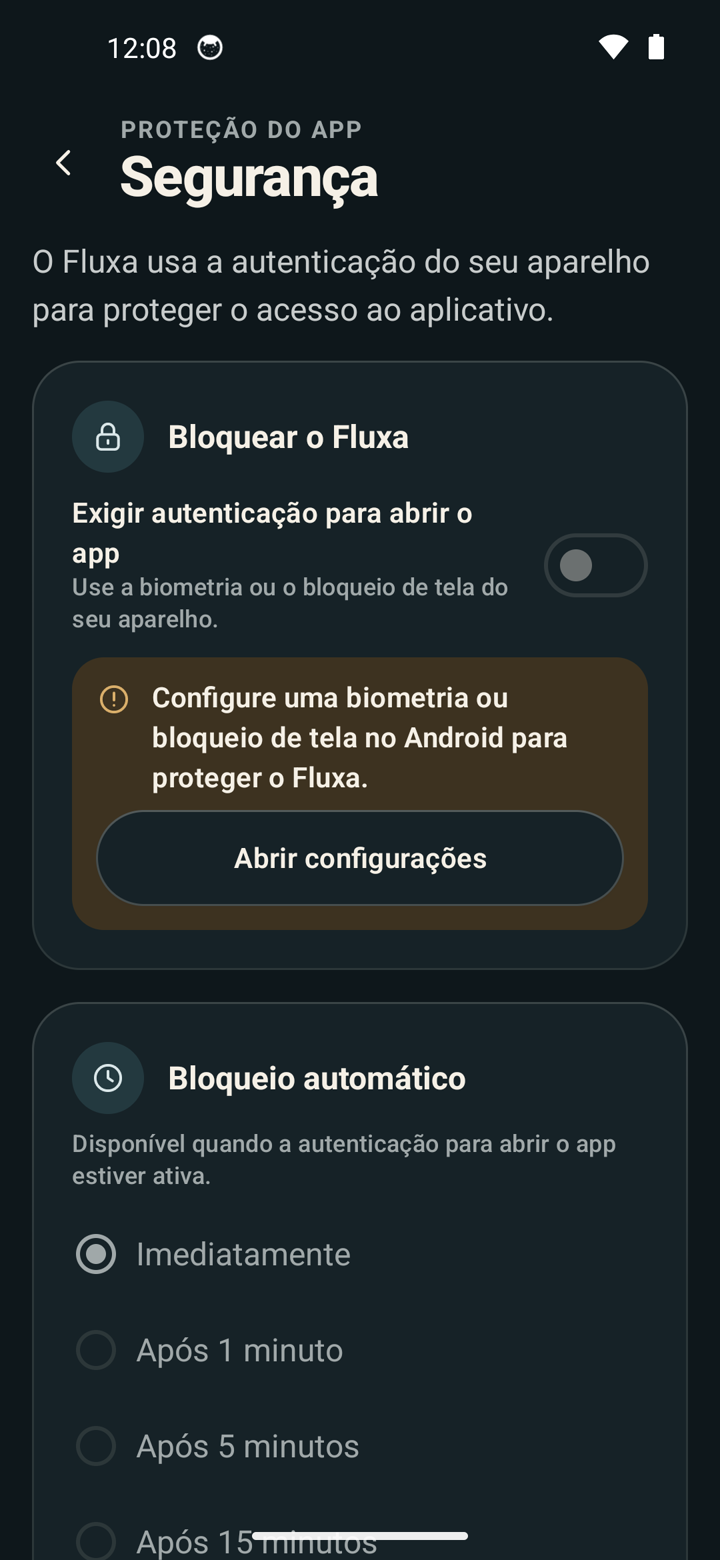 12:08
PROTEÇÃO DO APP
Segurança
O Fluxa usa a autenticação do seu aparelho
para proteger o acesso ao aplicativo.
Bloquear o Fluxa
Exigir autenticação para abrir o
app
Use a biometria ou o bloqueio de tela do
seu aparelho.
Configure uma biometria ou
bloqueio de tela no Android para
proteger o Fluxa.
Abrir configurações
Bloqueio automático
Disponível quando a autenticação para abrir o app
estiver ativa.
Imediatamente
Após 1 minuto
Após 5 minutos
Após 15 minutos